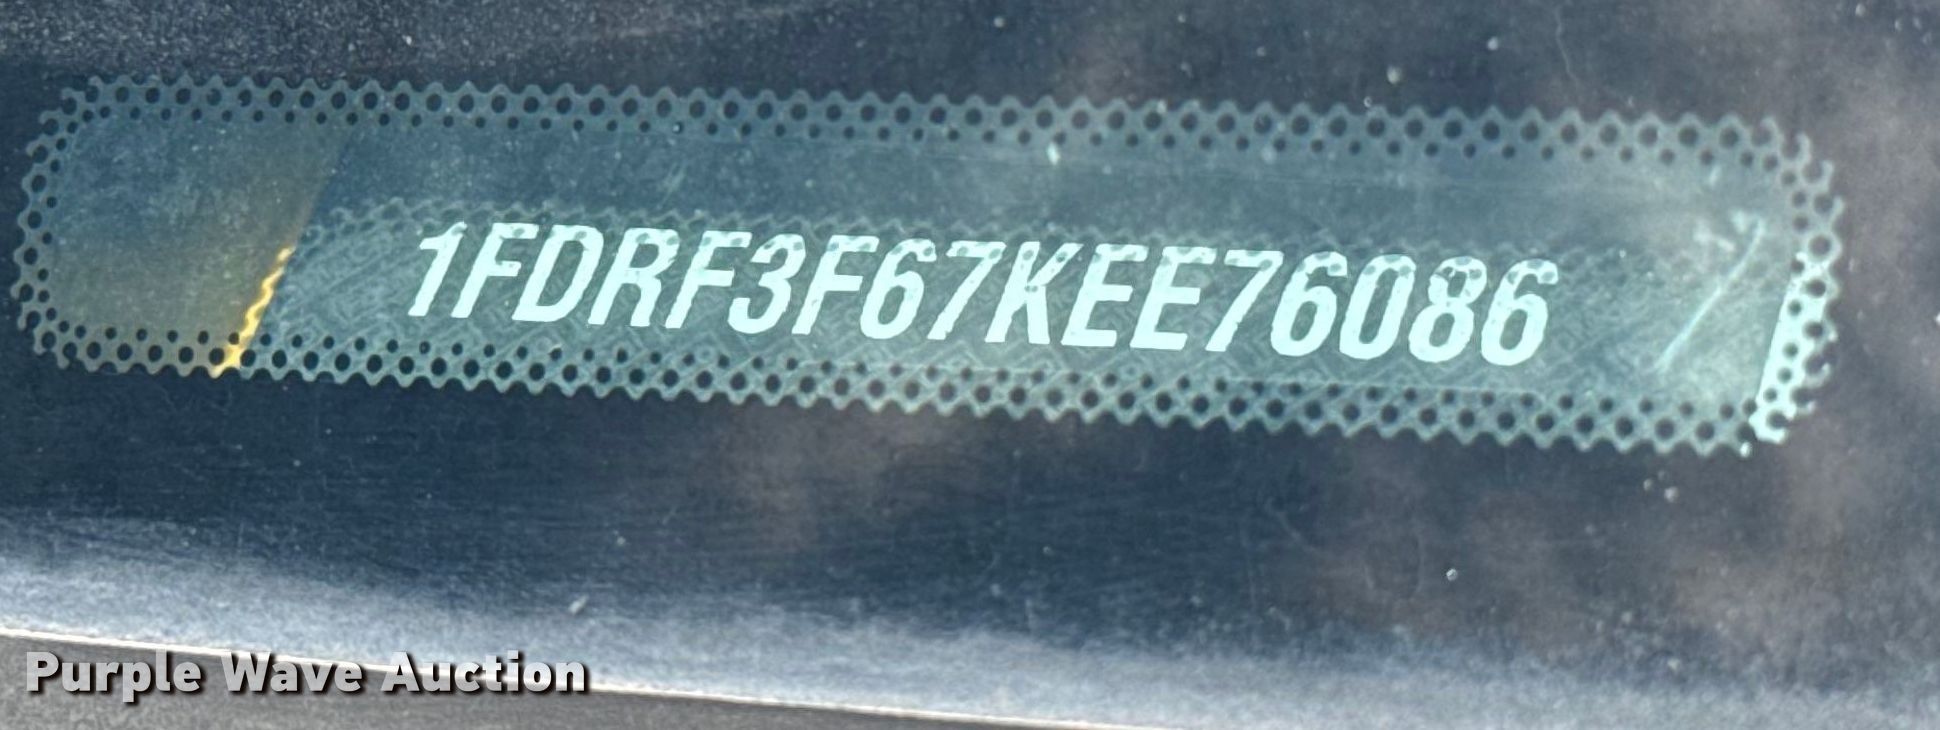 1FDRF3F67KEE76086
Purple Wave Auction